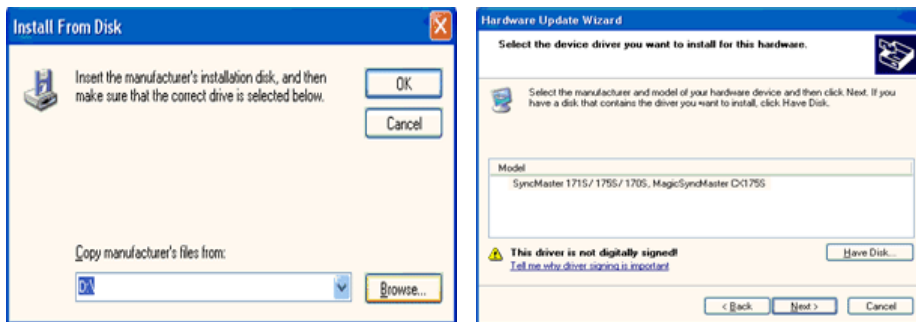 Install From Disk
Insert the manufacturer's installation disk, and then
make sure that the correct drive is selected below.
OK
Cancel
Copy manufacturer's files from:
D:\
Browse...
Hardware Update Wizard
Select the device driver you want to install for this hardware.
Select the manufacturer and model of your hardware device and then click Next. If you
have a disk that contains the driver you want to install, click Have Disk.
Model
SyncMaster 171S/ 175S/ 170S, MagicSyncMaster CX175S
This driver is not digitally signed!
Tell me why driver signing is important
Have Disk...
< Back
Next >
Cancel